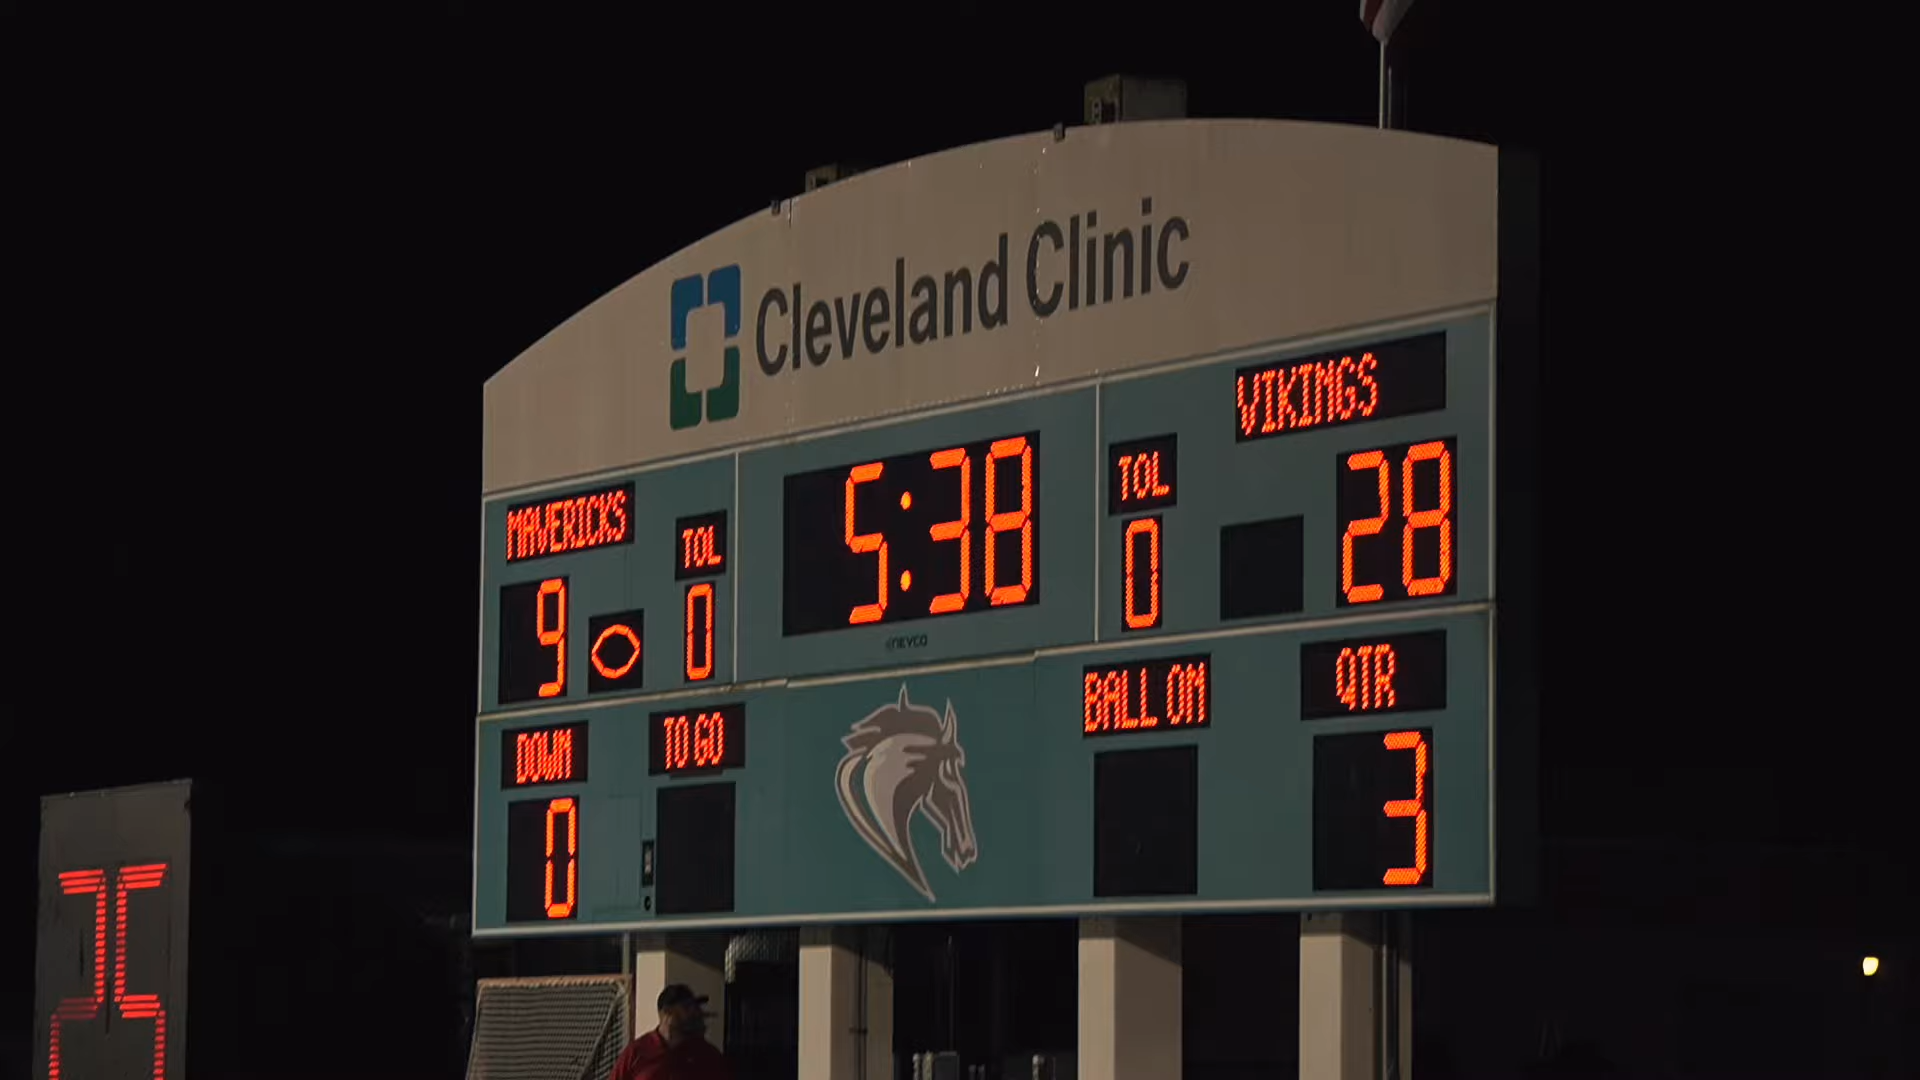 Cleveland Clinic
VIKINGS
MAVERICKS
TOL
5:38
TOL
28
9
0
0
NEVCO
DOWN
TO GO
BALL ON
QTR
0
3
25